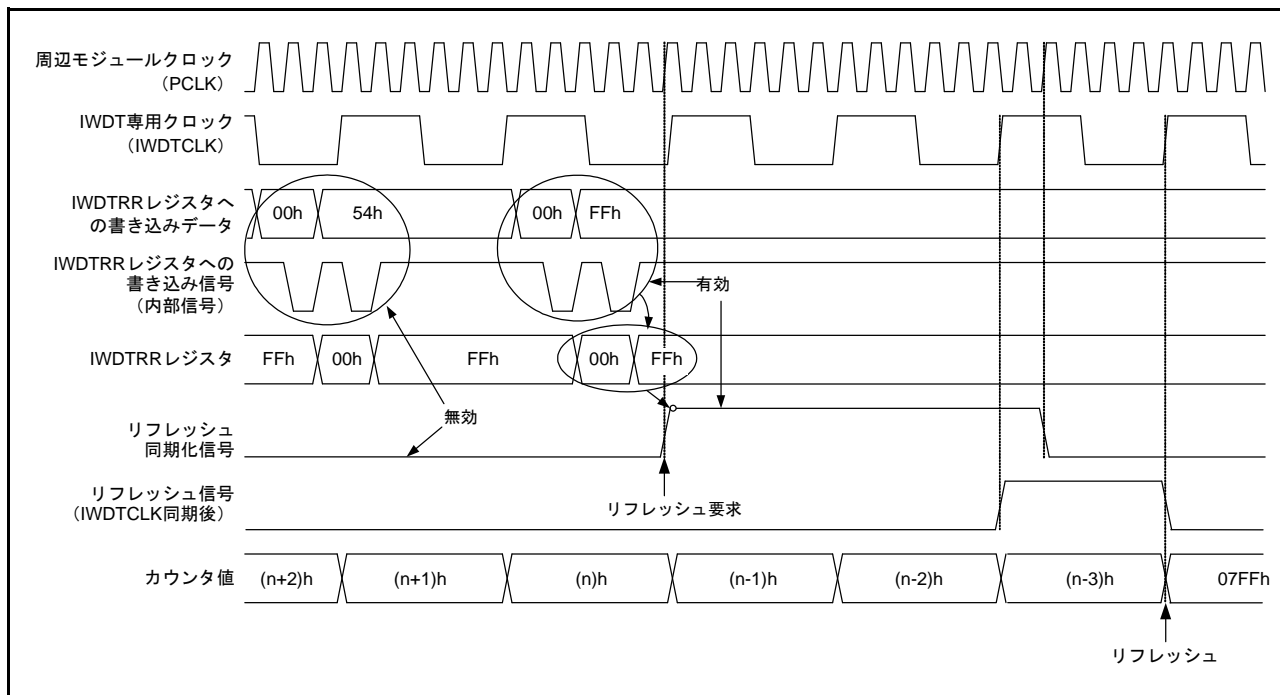 周辺モジュールクロック
（PCLK）
IWDT専用クロック
（IWDTCLK）
IWDTRRレジスタへ
の書き込みデータ
00h
54h
00h
FFh
IWDTRRレジスタへの
書き込み信号
（内部信号）
有効
IWDTRRレジスタ
FFh
00h
FFh
00h
FFh
無効
リフレッシュ
同期化信号
リフレッシュ要求
リフレッシュ信号
（IWDTCLK同期後）
カウンタ値
(n+2)h
(n+1)h
(n)h
(n-1)h
(n-2)h
(n-3)h
07FFh
リフレッシュ